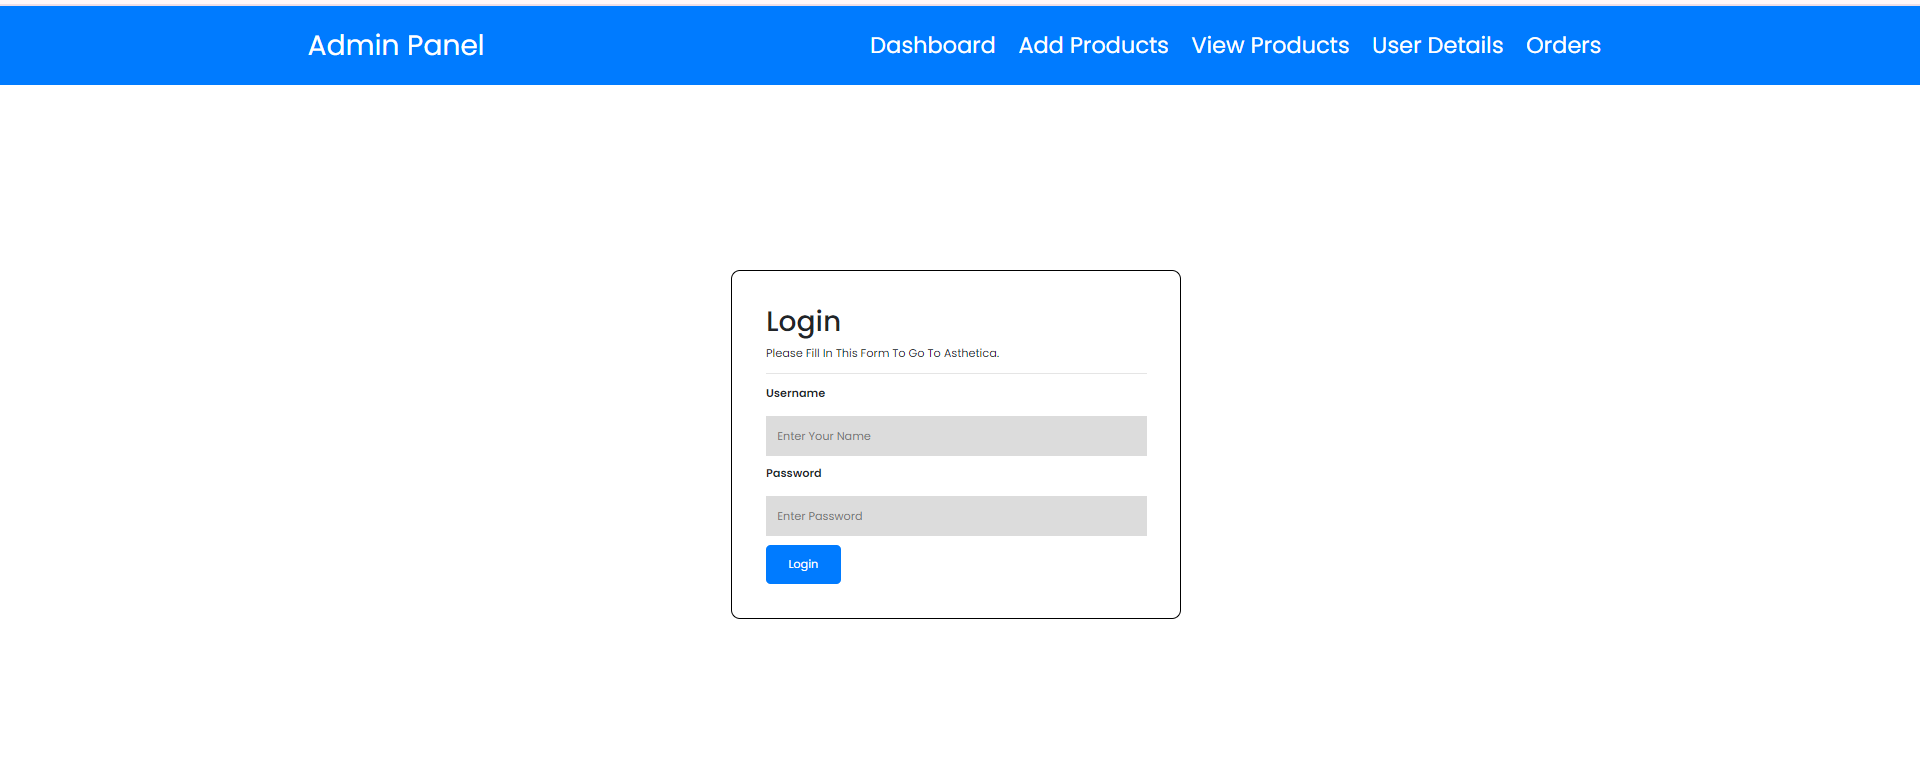 Admin Panel Dashboard Add Products View Products User Details Orders
Login
Please Fill In This Form To Go To Asthetica.
Username
Enter Your Name
Password
Enter Password
Login